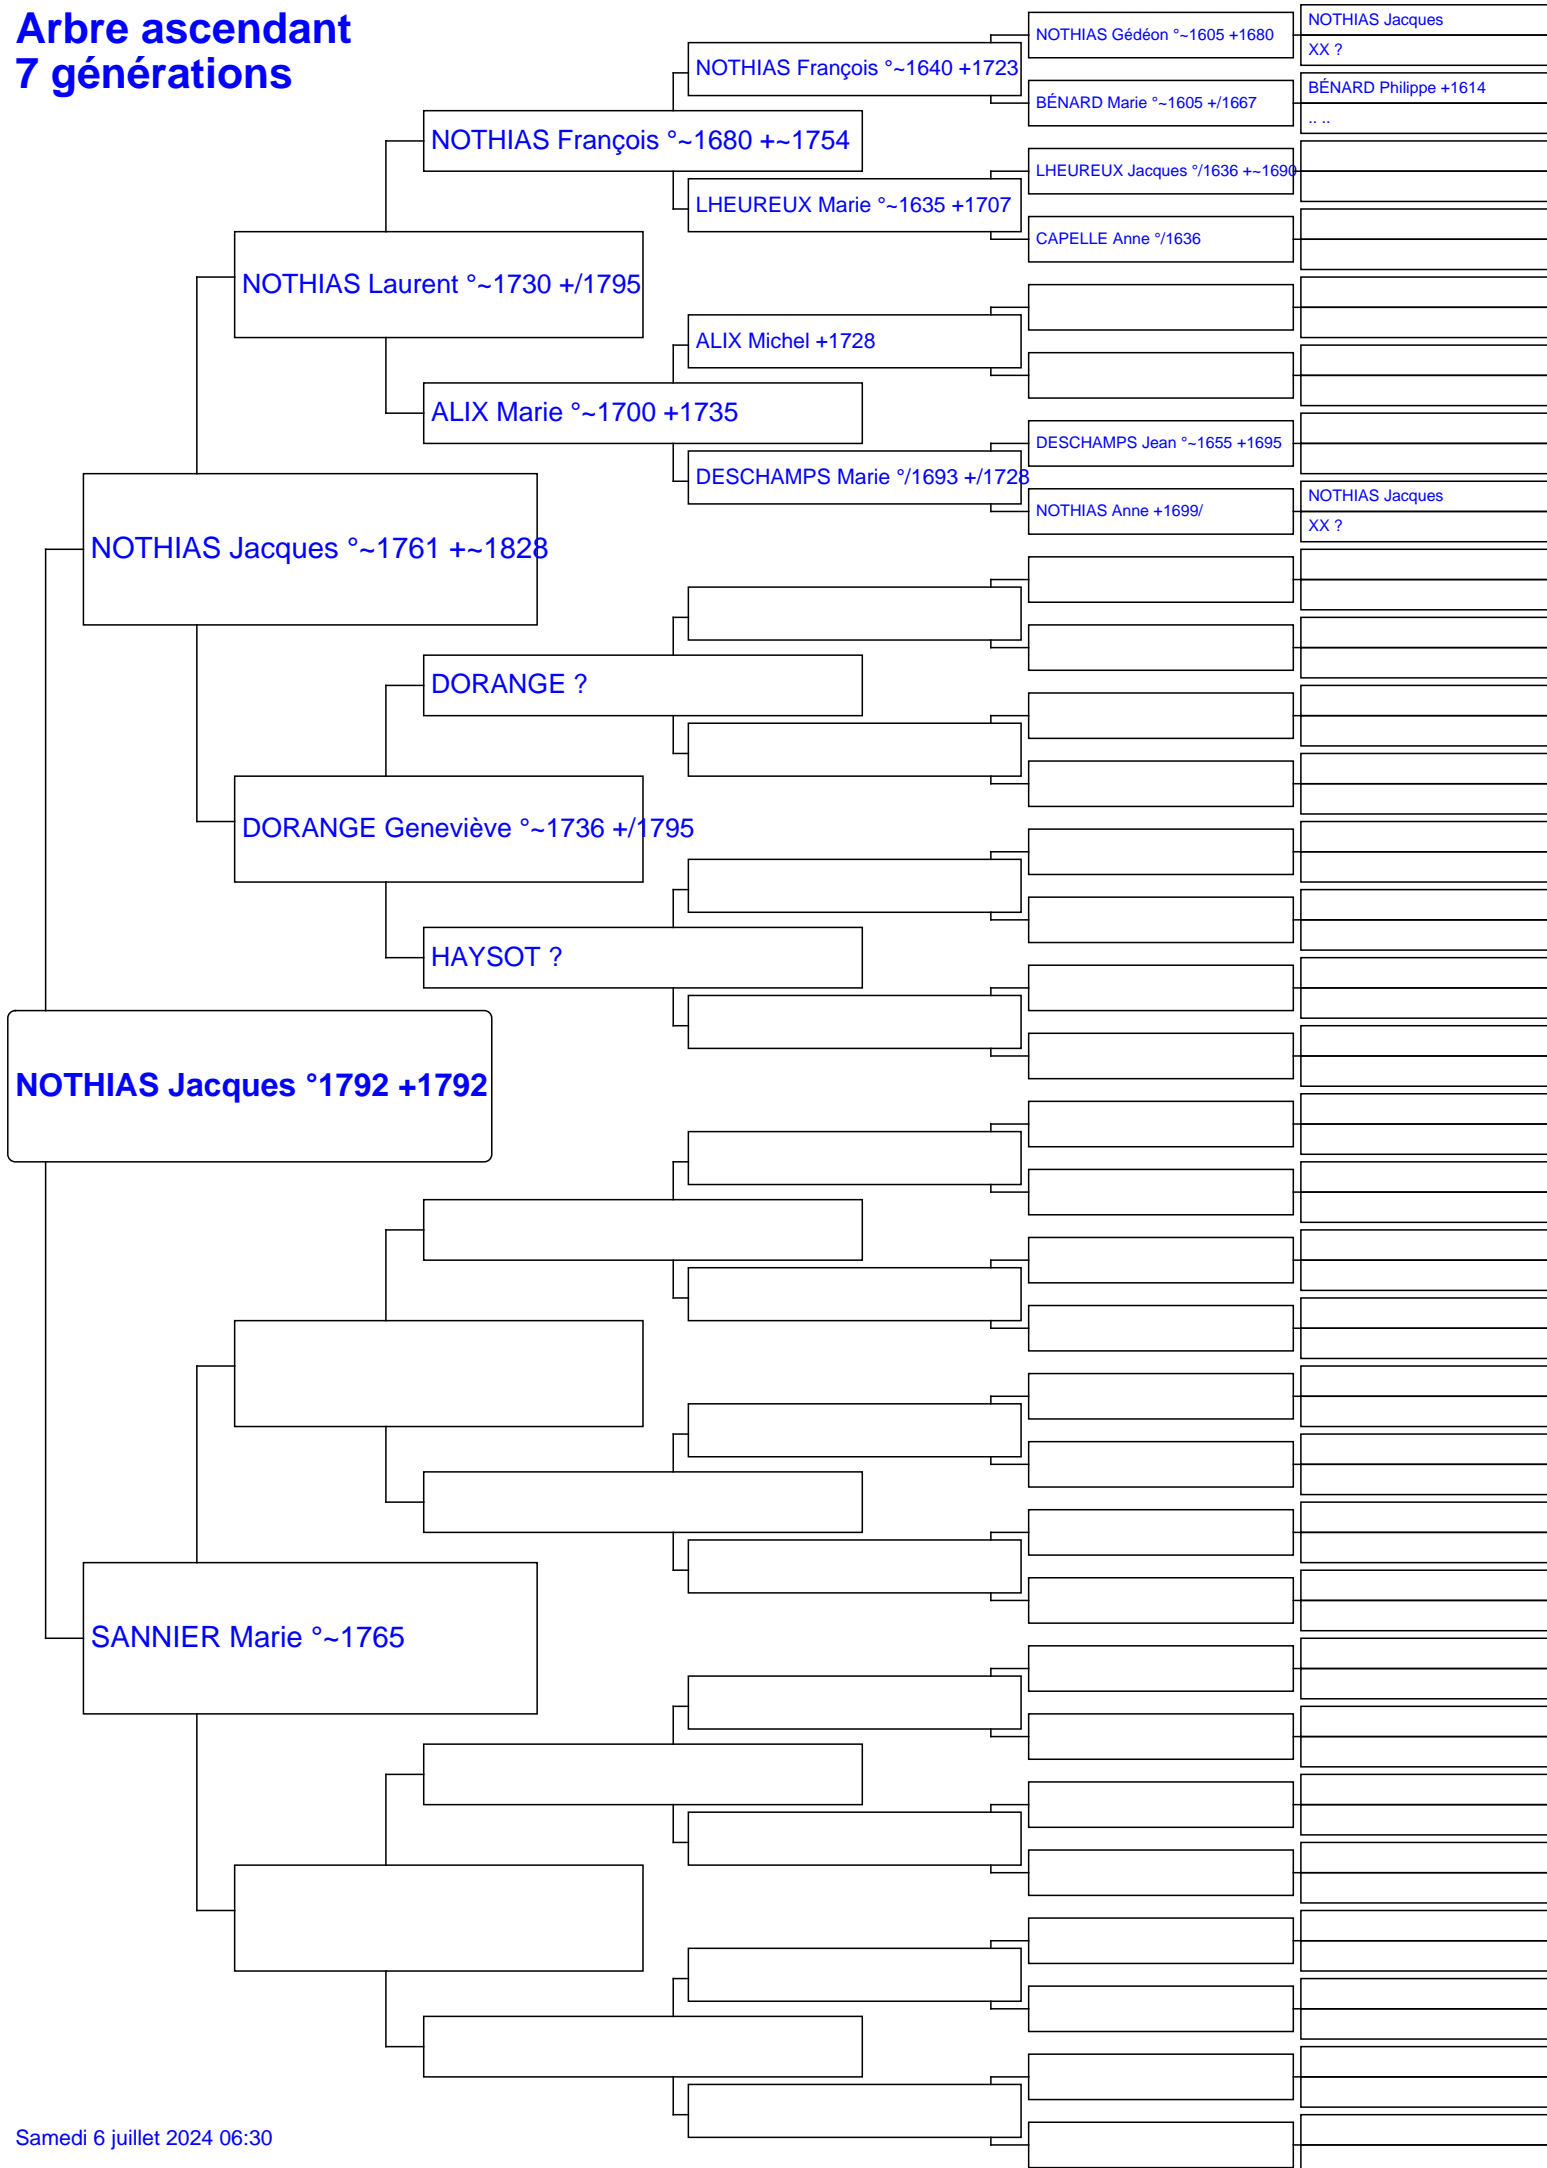 Arbre ascendant
7 générations
NOTHIAS Jacques
NOTHIAS Gédéon °~1605 +1680
XX ?
NOTHIAS François °~1640 +1723
BÉNARD Philippe +1614
BÉNARD Marie °~1605 +/1667
.. ..
NOTHIAS François °~1680 +~1754
LHEUREUX Jacques °/1636 +~1690
LHEUREUX Marie °~1635 +1707
CAPELLE Anne °/1636
NOTHIAS Laurent °~1730 +/1795
ALIX Michel +1728
ALIX Marie °~1700 +1735
DESCHAMPS Jean °~1655 +1695
DESCHAMPS Marie °/1693 +/1728
NOTHIAS Jacques
NOTHIAS Anne +1699/
XX ?
NOTHIAS Jacques °~1761 +~1828
DORANGE ?
DORANGE Geneviève °~1736 +/1795
HAYSOT ?
NOTHIAS Jacques °1792 +1792
SANNIER Marie °~1765
Samedi 6 juillet 2024 06:30